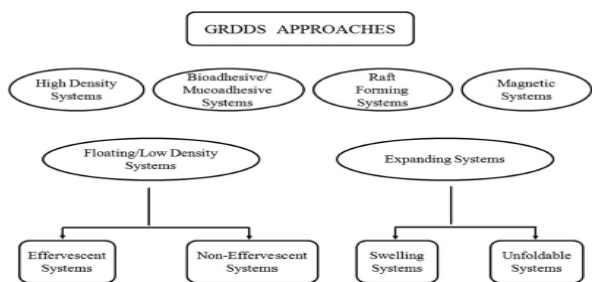 GRDDS APPROACHES
High Density
Systems
Bioadhesive/
Mucoadhesive
Systems
Raft
Forming
Systems
Magnetic
Systems
Floating/Low Density
Systems
Expanding Systems
Effervescent
Systems
Non-Effervescent
Systems
Swelling
Systems
Unfoldable
Systems